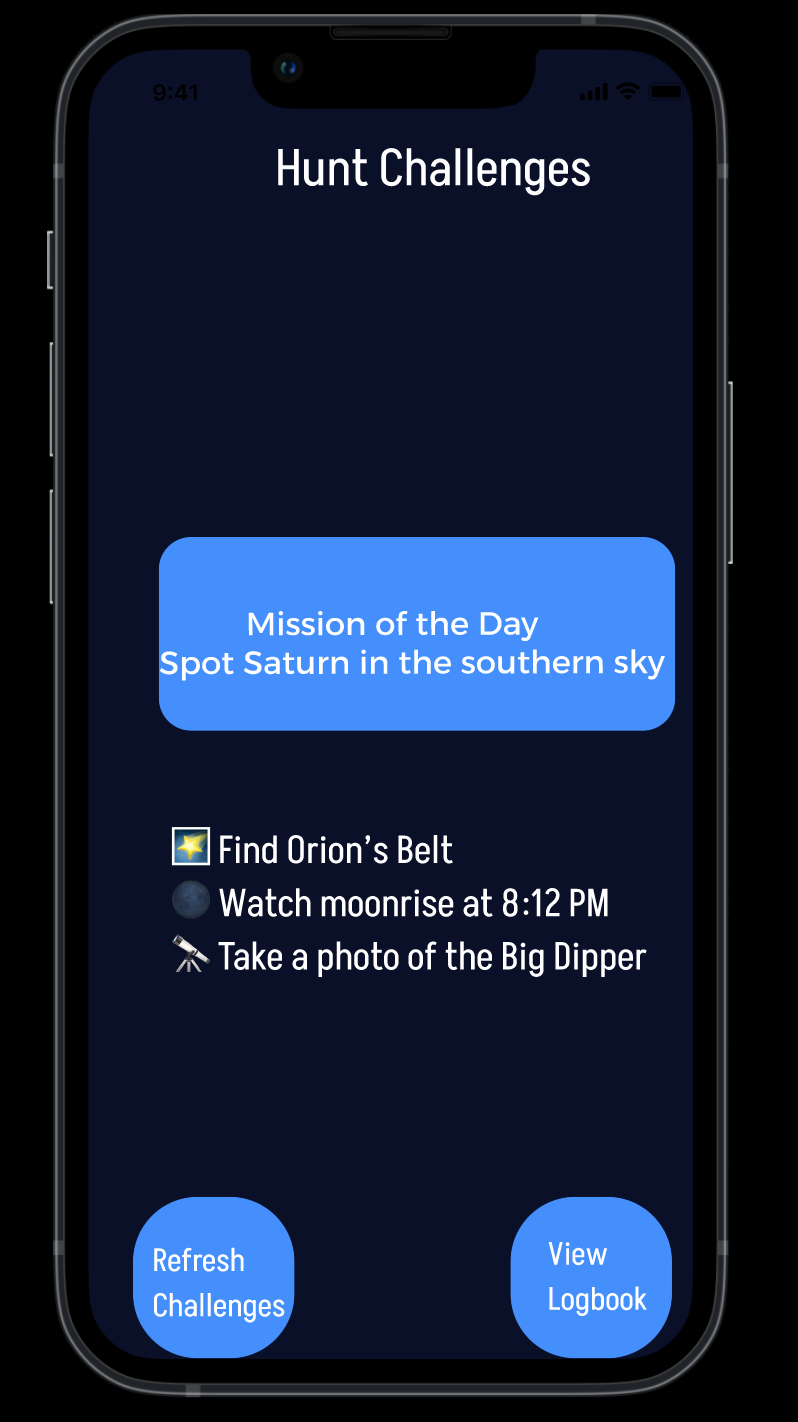 9:41
Hunt Challenges
Mission of the Day
Spot Saturn in the southern sky
Find Orion’s Belt
Watch moonrise at 8:12 PM
Take a photo of the Big Dipper
Refresh
Challenges
View
Logbook